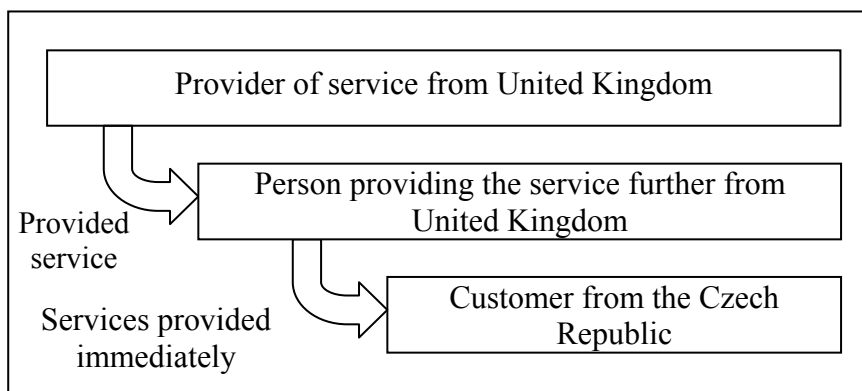 Provider of service from United Kingdom
Person providing the service further from
United Kingdom
Provided
service
Customer from the Czech
Republic
Services provided
immediately